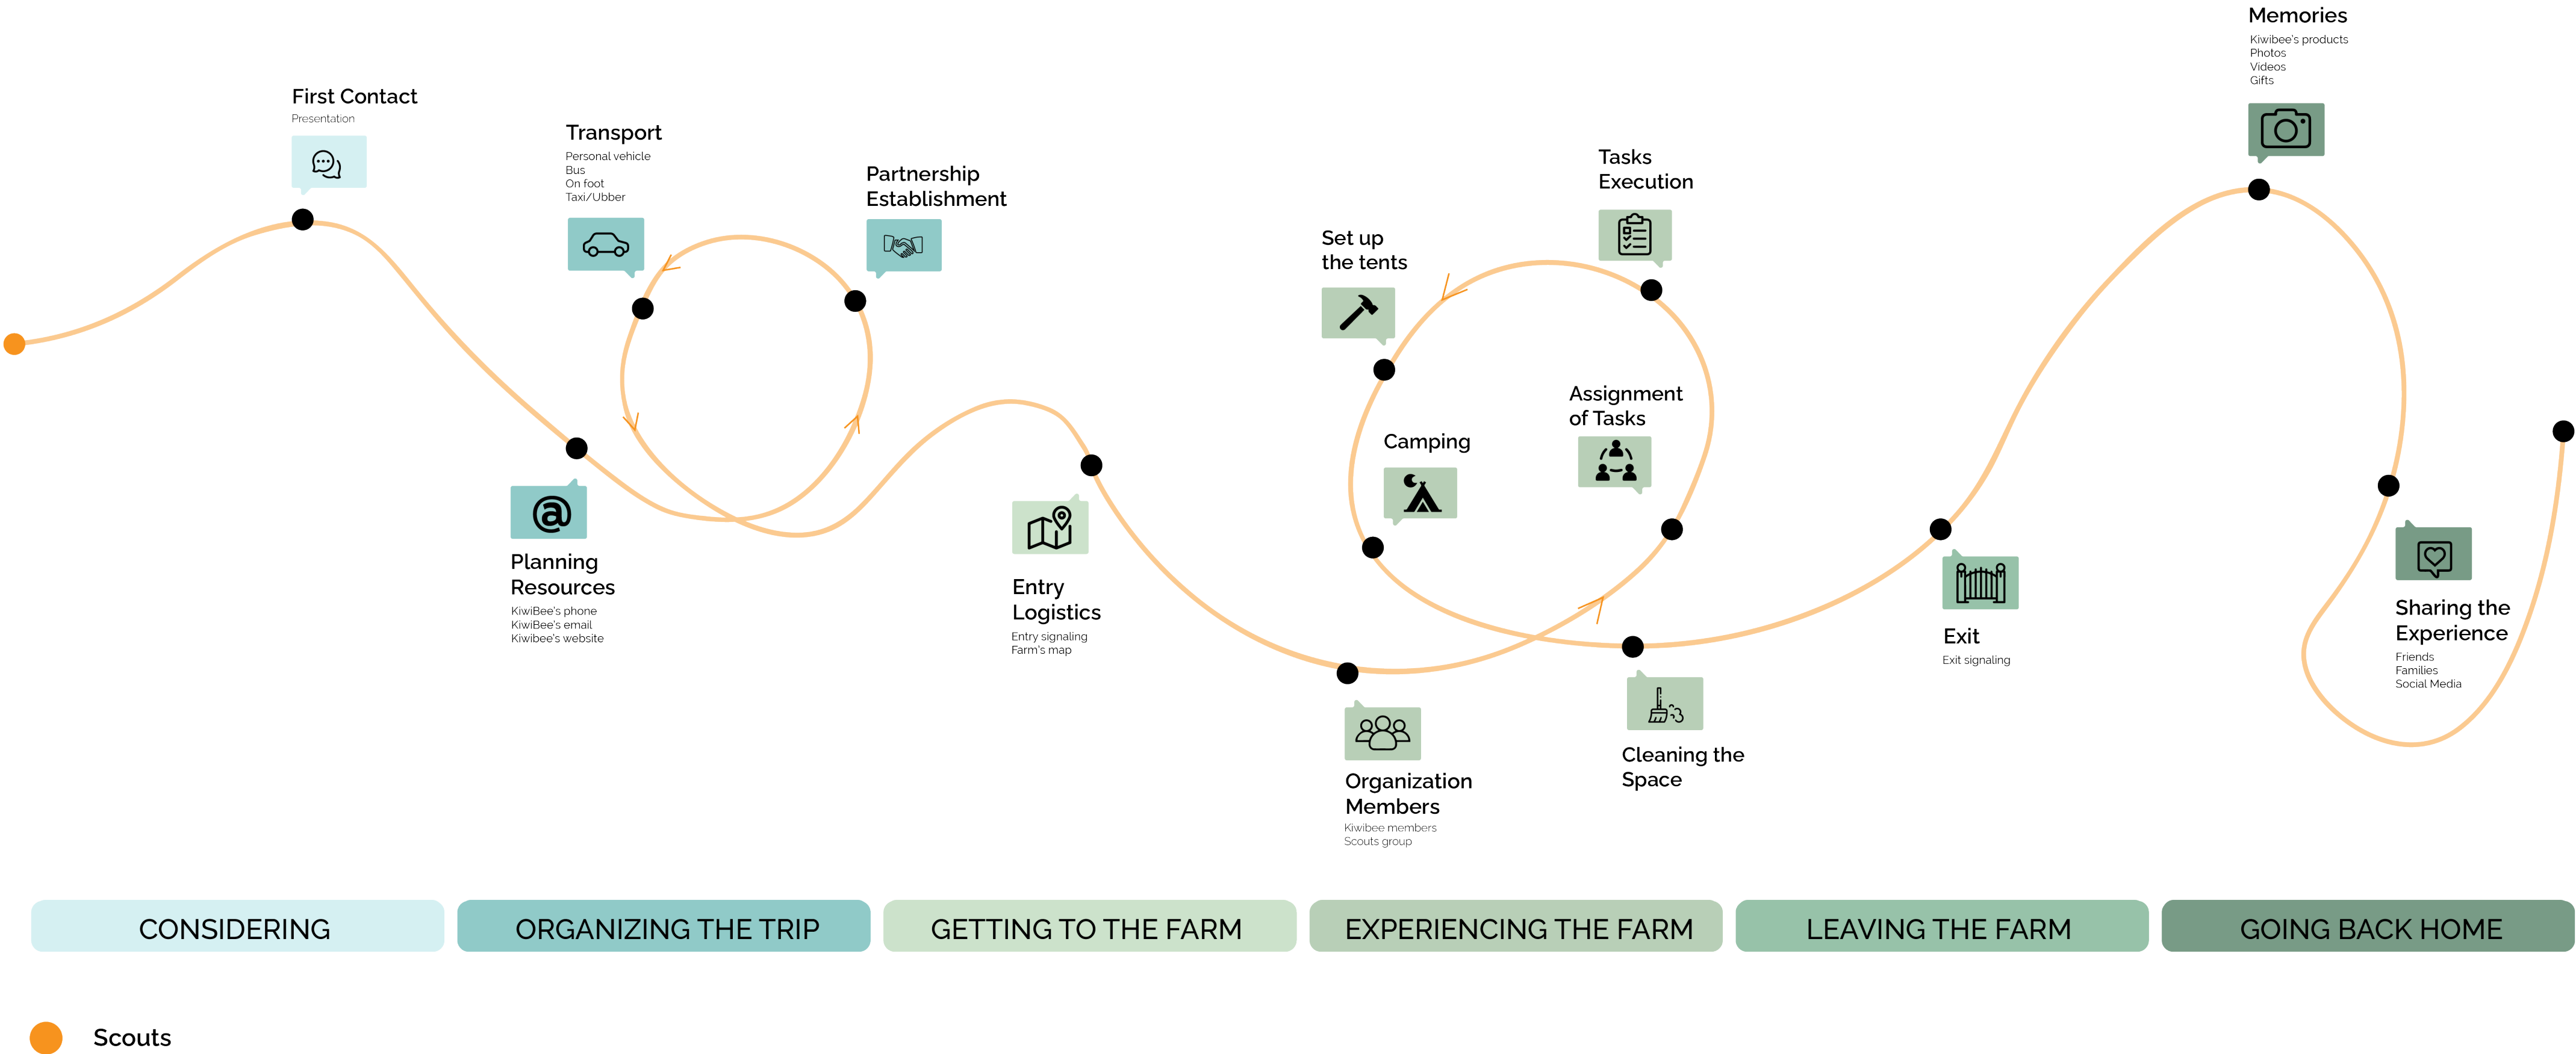 First Contact
Presentation
Planning
Resources
KiwiBee's phone
KiwiBee's email
Kiwibee's website
Transport
Personal vehicle
Bus
On foot
Taxi/Ubber
Partnership
Establishment
Entry
Logistics
Entry signaling
Farm's map
Organization
Members
Kiwibee members
Scouts group
Assignment
of Tasks
Tasks
Execution
Set up
the tents
Camping
Cleaning the
Space
Exit
Exit signaling
Memories
Kiwibee's products
Photos
Videos
Gifts
Sharing the
Experience
Friends
Families
Social Media
CONSIDERING
ORGANIZING THE TRIP
GETTING TO THE FARM
EXPERIENCING THE FARM
LEAVING THE FARM
GOING BACK HOME
Scouts